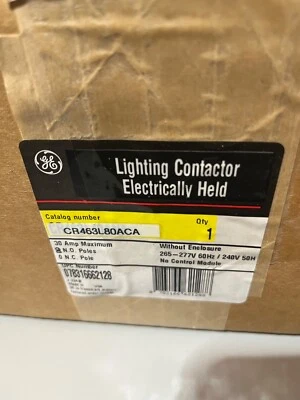 GE
Lighting Contactor
Electrically Held
Catalog number
Qty
CR463L80ACA
1
30 Amp Maximum
8 N.O. Poles
0 N.C. Pole
Without Enclosure
265-277V 60Hz / 240V 50H
No Control Module
UPC Number
078316662128